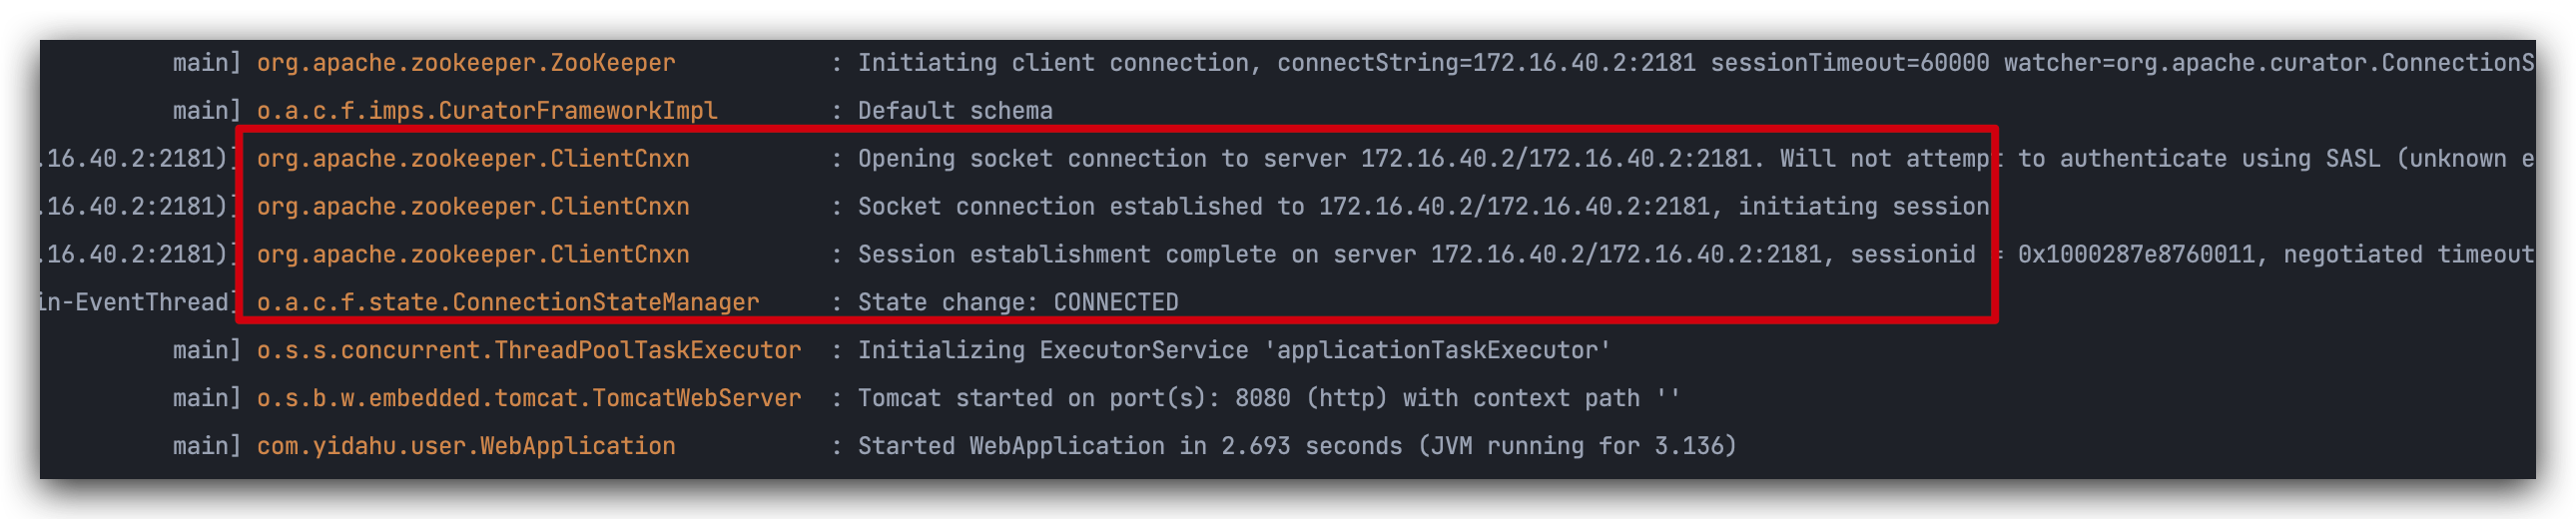 main] org.apache.zookeeper.ZooKeeper : Initiating client connection, connectString=172.16.40.2:2181 sessionTimeout=60000 watcher=org.apache.curator.ConnectionS
main] o.a.c.f.imps.CuratorFrameworkImpl : Default schema
.16.40.2:2181)] org.apache.zookeeper.ClientCnxn : Opening socket connection to server 172.16.40.2/172.16.40.2:2181. Will not attempt to authenticate using SASL (unknown e
.16.40.2:2181)] org.apache.zookeeper.ClientCnxn : Socket connection established to 172.16.40.2/172.16.40.2:2181, initiating session
.16.40.2:2181)] org.apache.zookeeper.ClientCnxn : Session establishment complete on server 172.16.40.2/172.16.40.2:2181, sessionid = 0x1000287e8760011, negotiated timeout
in-EventThread] o.a.c.f.state.ConnectionStateManager : State change: CONNECTED
main] o.s.s.concurrent.ThreadPoolTaskExecutor : Initializing ExecutorService 'applicationTaskExecutor'
main] o.s.b.w.embedded.tomcat.TomcatWebServer : Tomcat started on port(s): 8080 (http) with context path ''
main] com.yidahu.user.WebApplication : Started WebApplication in 2.693 seconds (JVM running for 3.136)